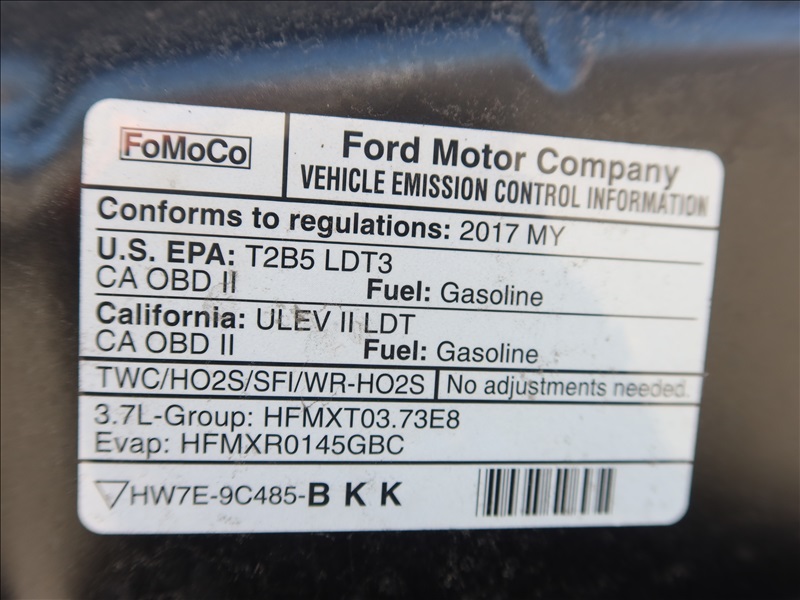 FoMoCo
Ford Motor Company
VEHICLE EMISSION CONTROL INFORMATION
Conforms to regulations: 2017 MY
U.S. EPA: T2B5 LDT3
CA OBD II Fuel: Gasoline
California: ULEV II LDT
CA OBD II Fuel: Gasoline
TWC/HO2S/SFI/WR-HO2S No adjustments needed.
3.7L-Group: HFMXT03.73E8
Evap: HFMXR0145GBC
HW7E-9C485-B K K